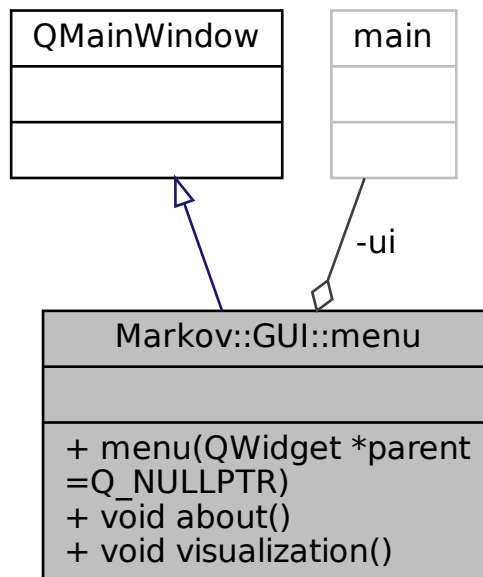 QMainWindow
main
-ui
Markov::GUI::menu
+ menu(QWidget *parent
=Q_NULLPTR)
+ void about()
+ void visualization()